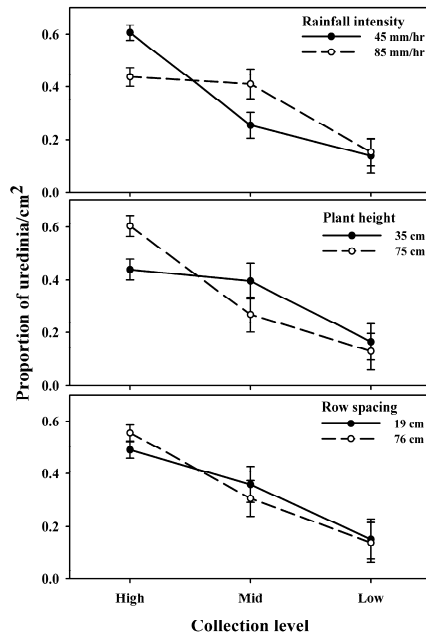 Proportion of uredinia/cm²
Rainfall intensity
45 mm/hr
85 mm/hr
0.6
0.4
0.2
0.0
Plant height
35 cm
75 cm
0.6
0.4
0.2
0.0
Row spacing
19 cm
76 cm
0.6
0.4
0.2
0.0
High Mid Low
Collection level